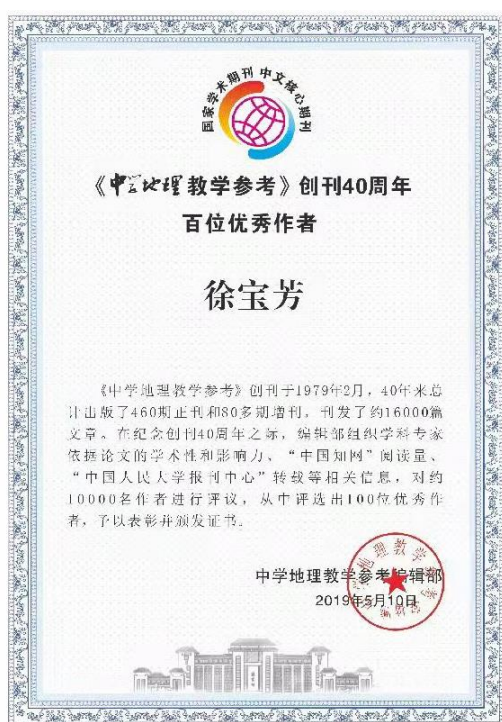 国家学术期刊 中文核心期刊
《中学地理教学参考》创刊40周年
百位优秀作者
徐宝芳
《中学地理教学参考》创刊于1979年2月，40年来总
计出版了460期正刊和80多期增刊，刊发了约16000篇
文章。在纪念创刊40周年之际，编辑部组织学科专家
依据论文的学术性和影响力、“中国知网”阅读量、
“中国人民大学报刊中心”转载等相关信息，对约
10000名作者进行评议，从中评选出100位优秀作
者，予以表彰并颁发证书。
中学地理教学参考编辑部
2019年5月10日